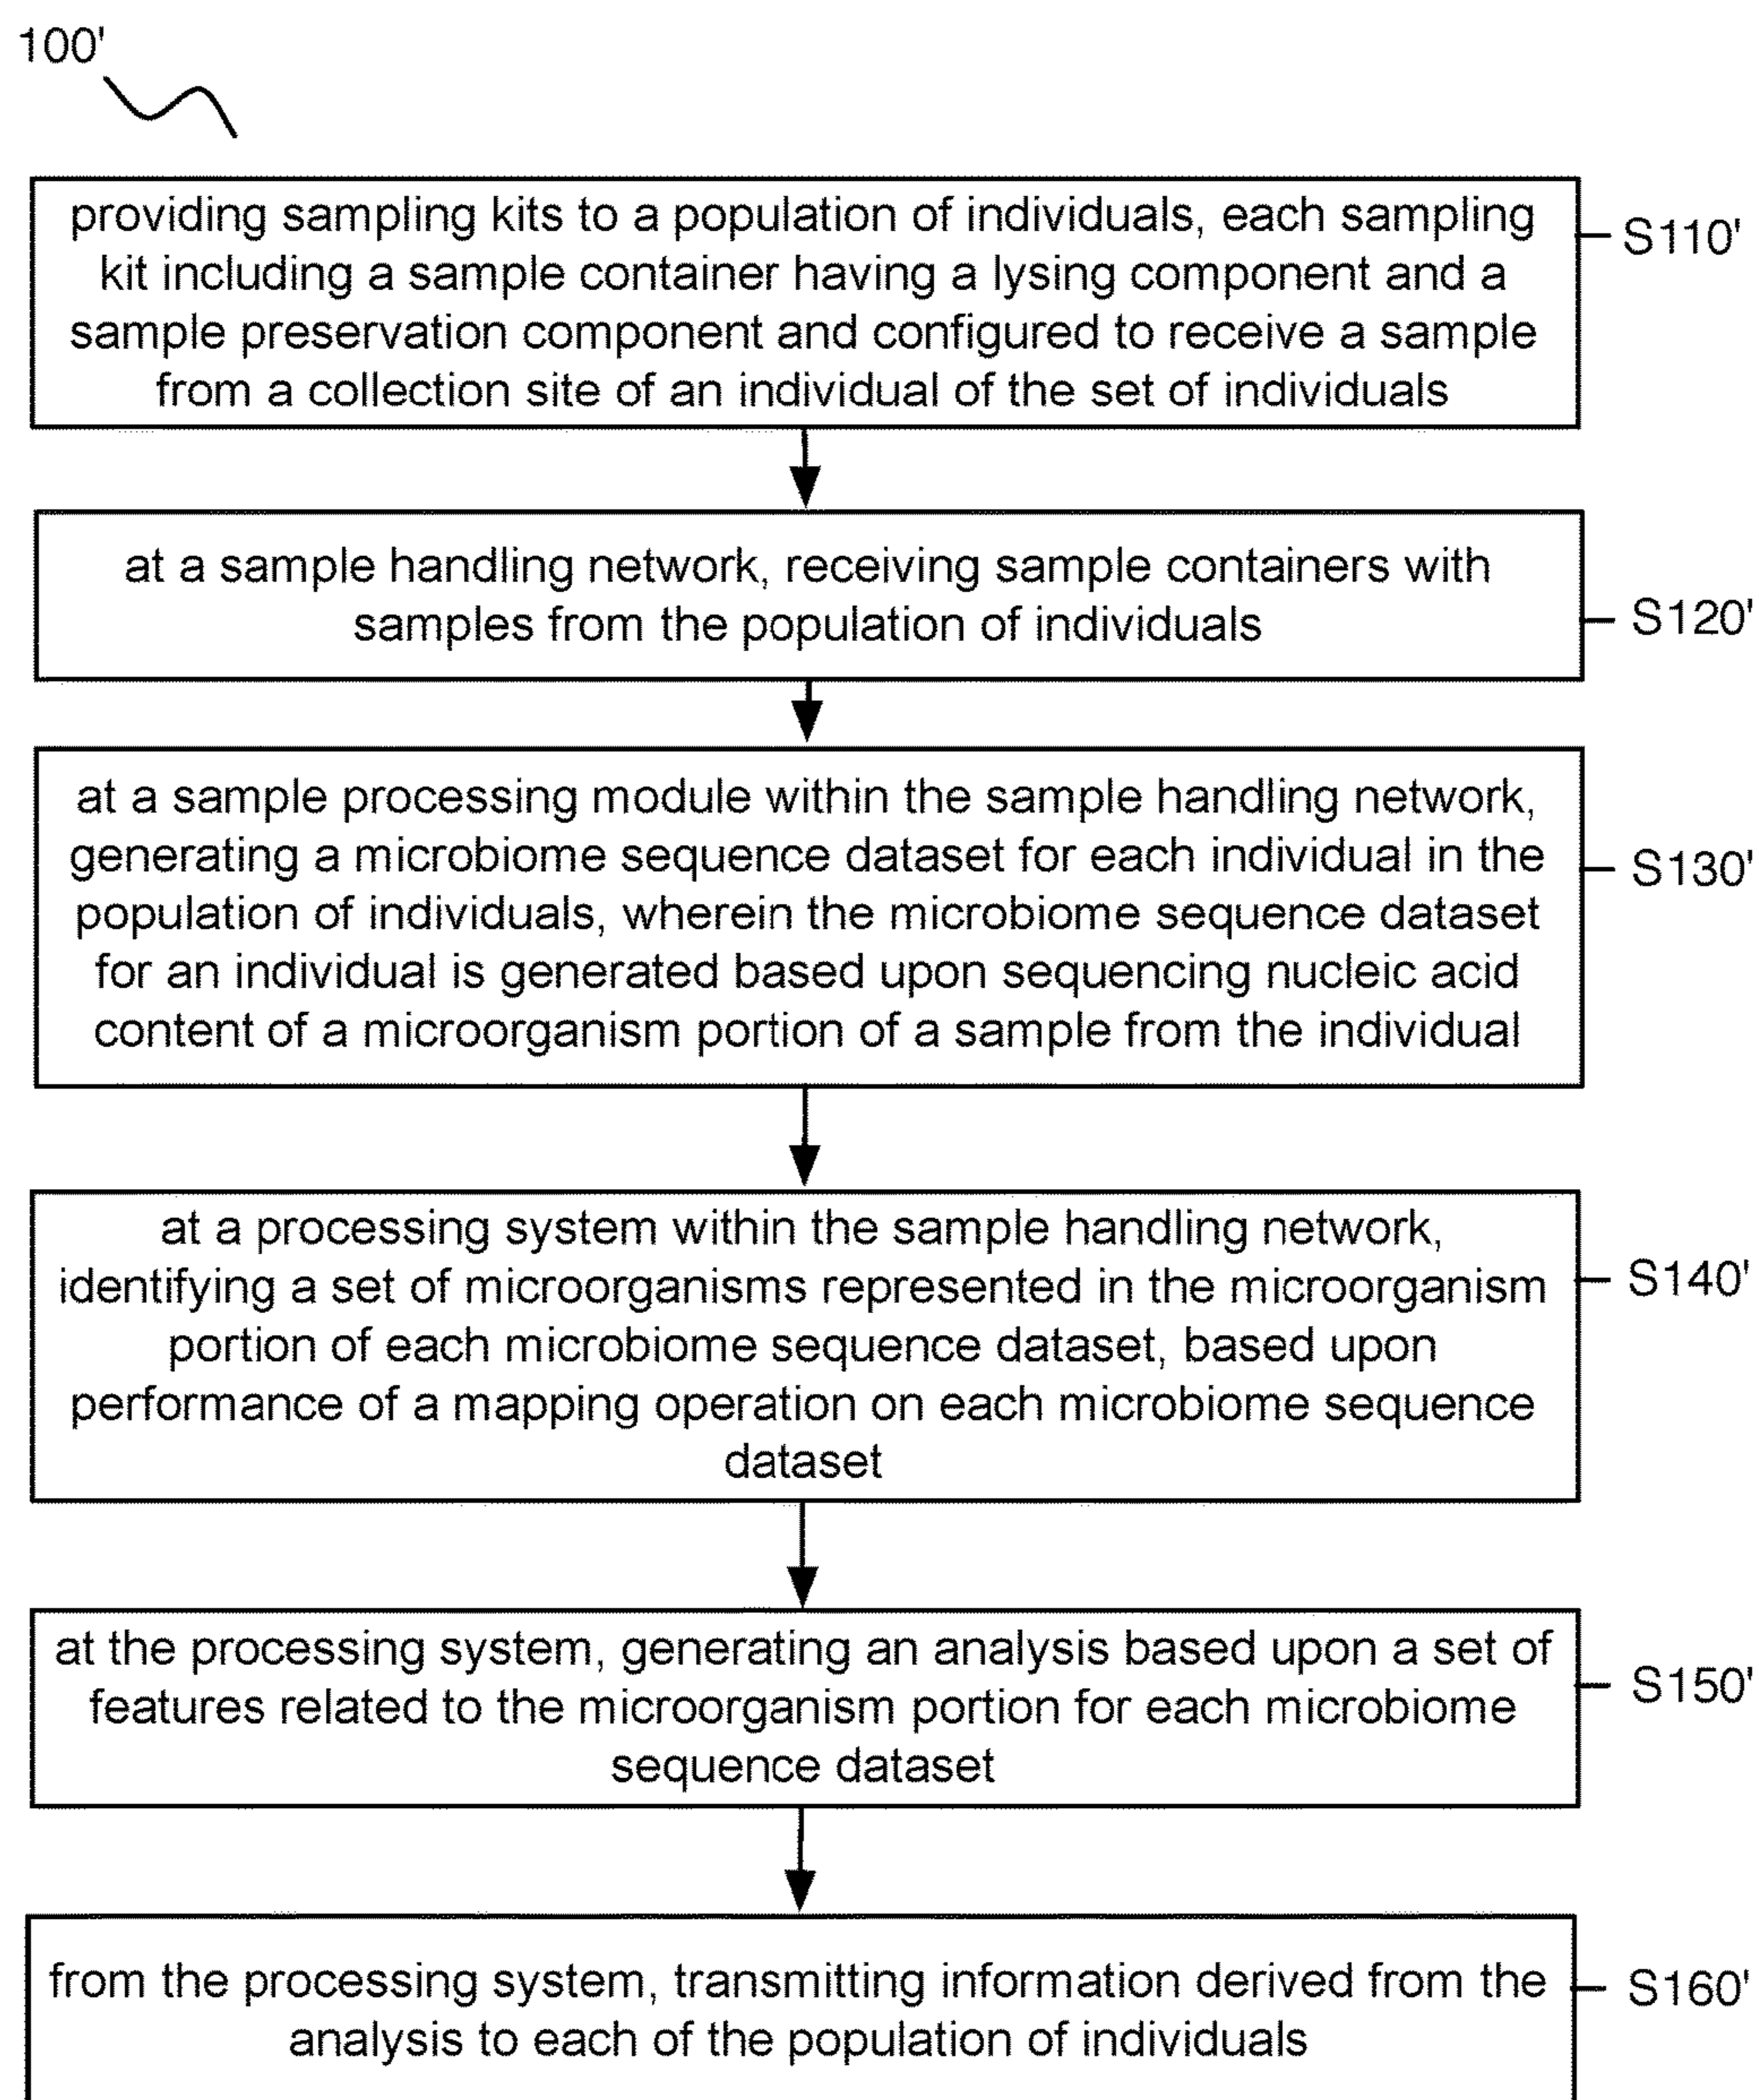 100'
providing sampling kits to a population of individuals, each sampling
kit including a sample container having a lysing component and a
sample preservation component and configured to receive a sample
from a collection site of an individual of the set of individuals
S110'
at a sample handling network, receiving sample containers with
samples from the population of individuals
S120'
at a sample processing module within the sample handling network,
generating a microbiome sequence dataset for each individual in the
population of individuals, wherein the microbiome sequence dataset
for an individual is generated based upon sequencing nucleic acid
content of a microorganism portion of a sample from the individual
S130'
at a processing system within the sample handling network,
identifying a set of microorganisms represented in the microorganism
portion of each microbiome sequence dataset, based upon
performance of a mapping operation on each microbiome sequence
dataset
S140'
at the processing system, generating an analysis based upon a set of
features related to the microorganism portion for each microbiome
sequence dataset
S150'
from the processing system, transmitting information derived from the
analysis to each of the population of individuals
S160'